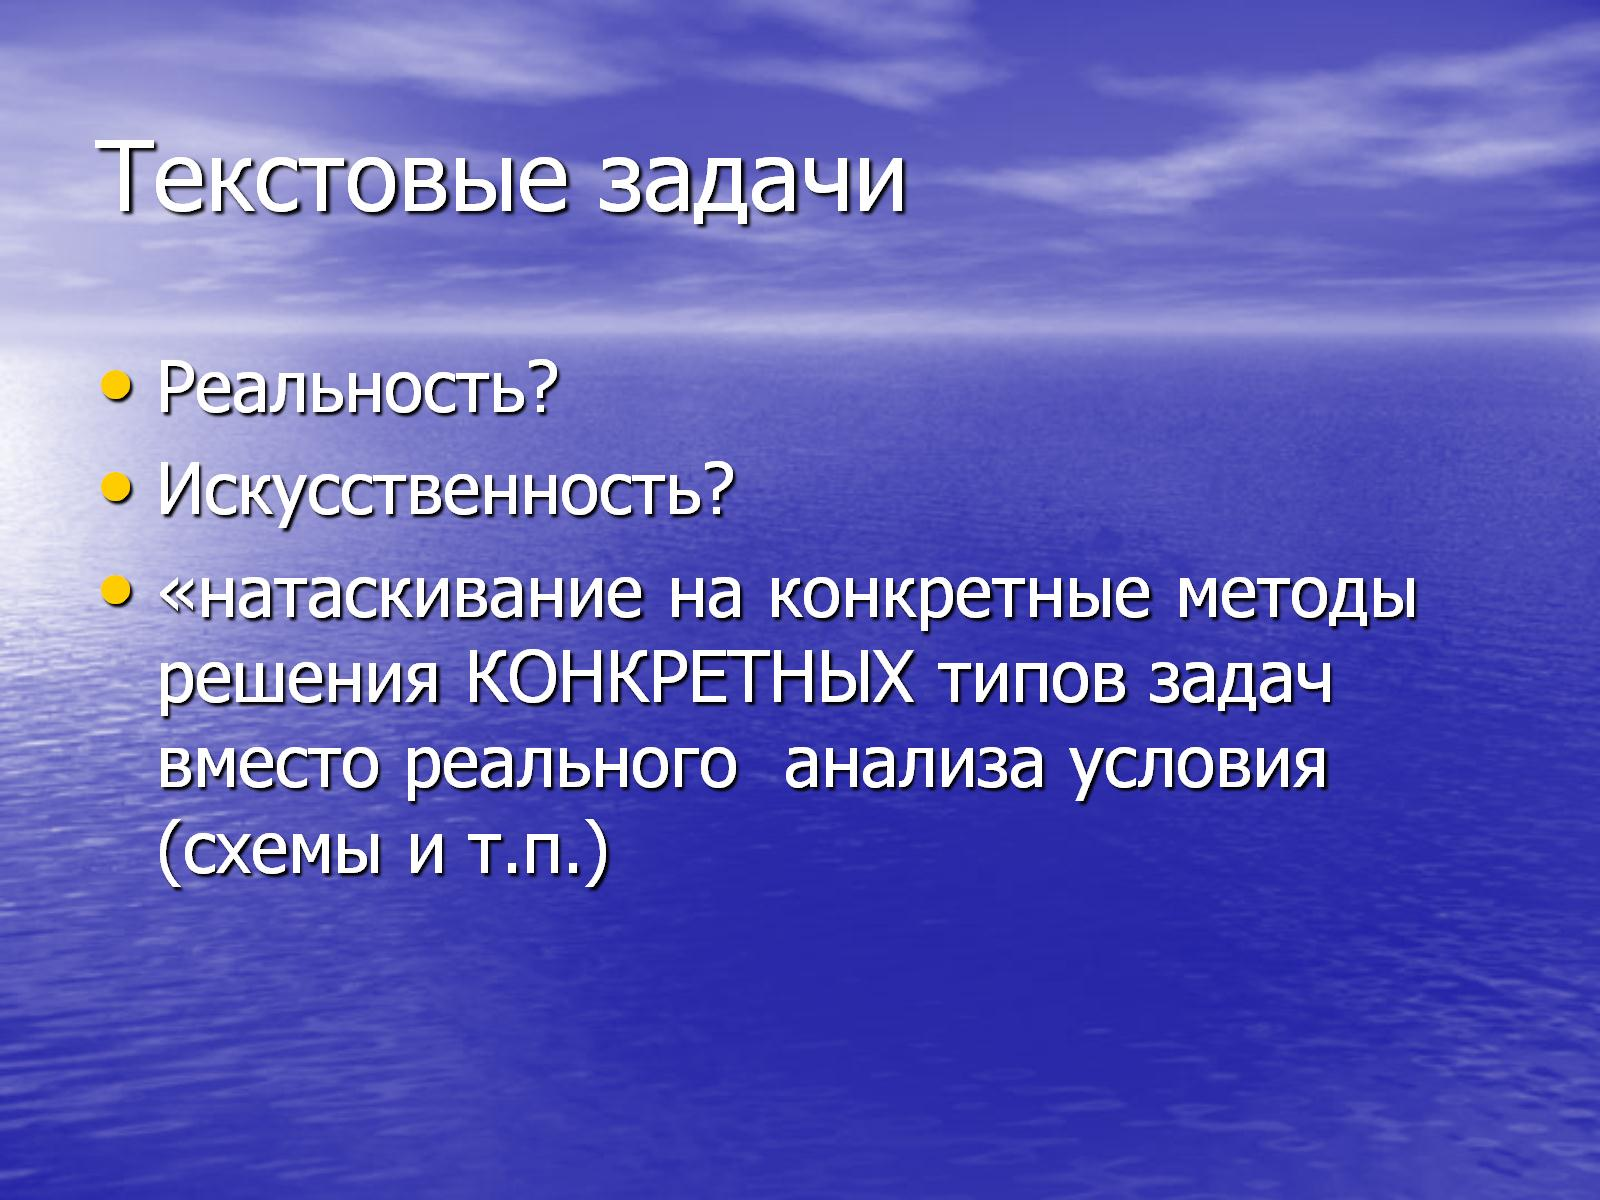 Текстовые задачи
• Реальность?
• Искусственность?
• «натаскивание на конкретные методы
решения КОНКРЕТНЫХ типов задач
вместо реального  анализа условия
(схемы и т.п.)